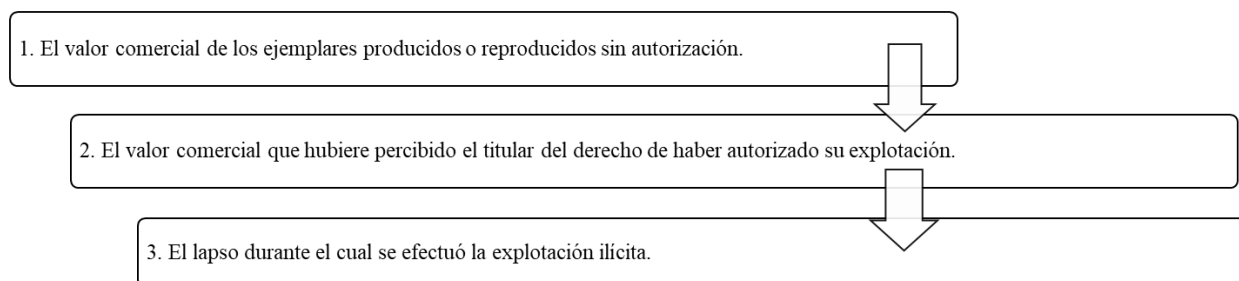 1. El valor comercial de los ejemplares producidos o reproducidos sin autorización.
2. El valor comercial que hubiere percibido el titular del derecho de haber autorizado su explotación.
3. El lapso durante el cual se efectuó la explotación ilícita.